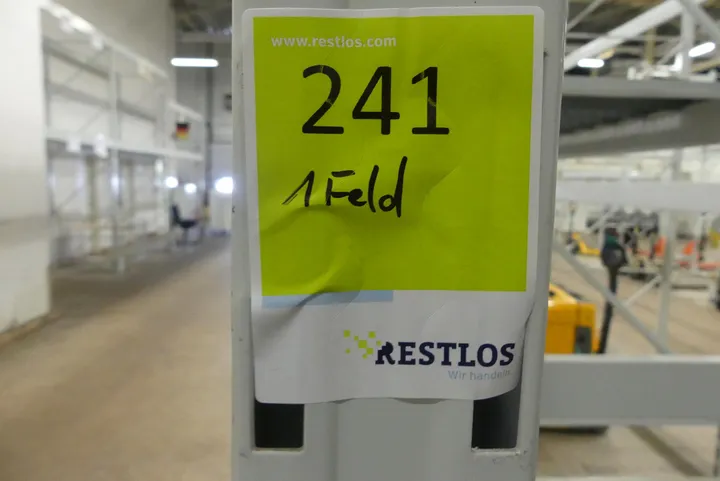 www.restlos.com
241
1 Feld
RESTLOS
Wir handeln.